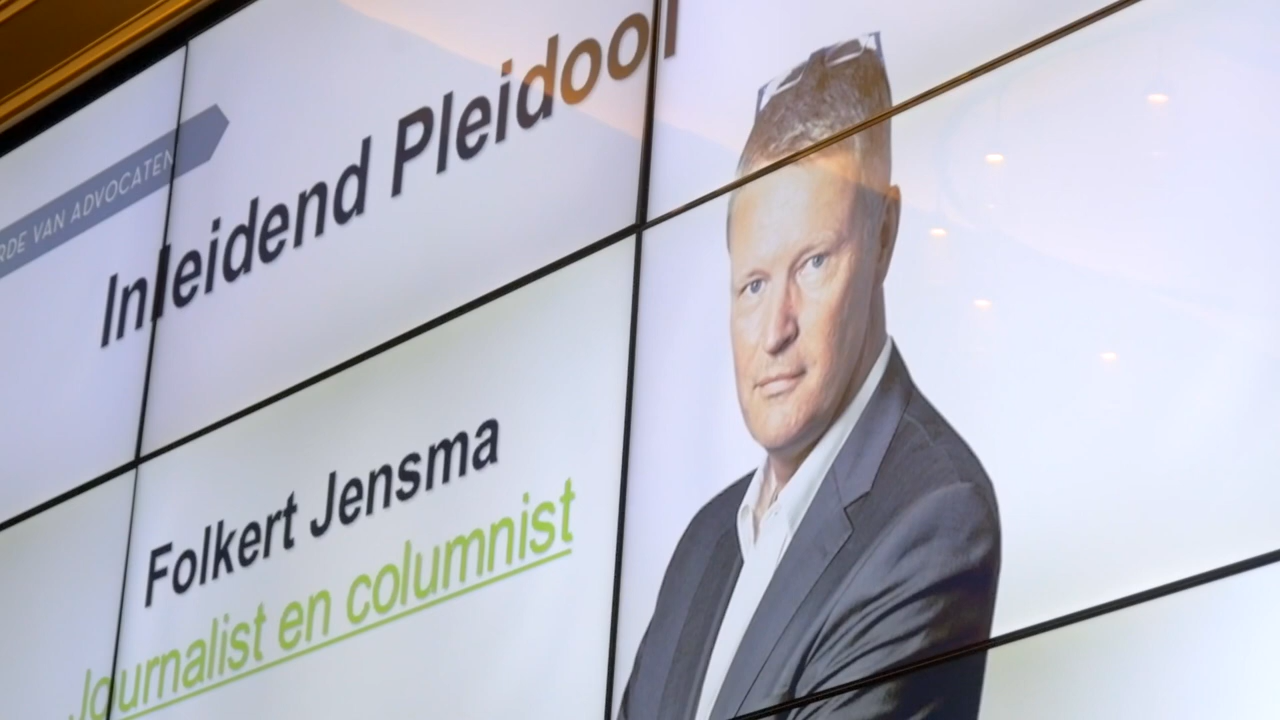 RDE VAN ADVOCATEN
Inleidend Pleidooi
Folkert Jensma
Journalist en columnist